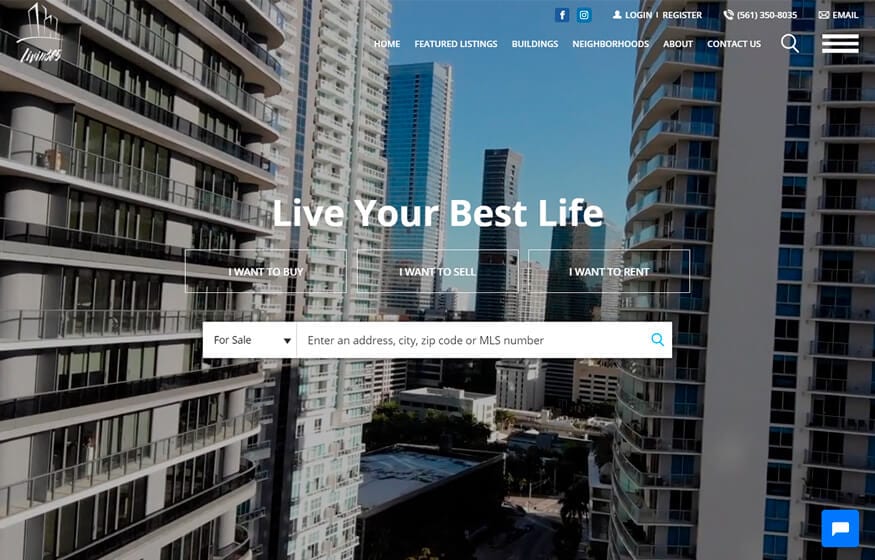 LOGIN | REGISTER
(561) 350-8035
EMAIL
Living305
HOME FEATURED LISTINGS BUILDINGS NEIGHBORHOODS ABOUT CONTACT US
Live Your Best Life
I WANT TO BUY
I WANT TO SELL
I WANT TO RENT
For Sale
Enter an address, city, zip code or MLS number